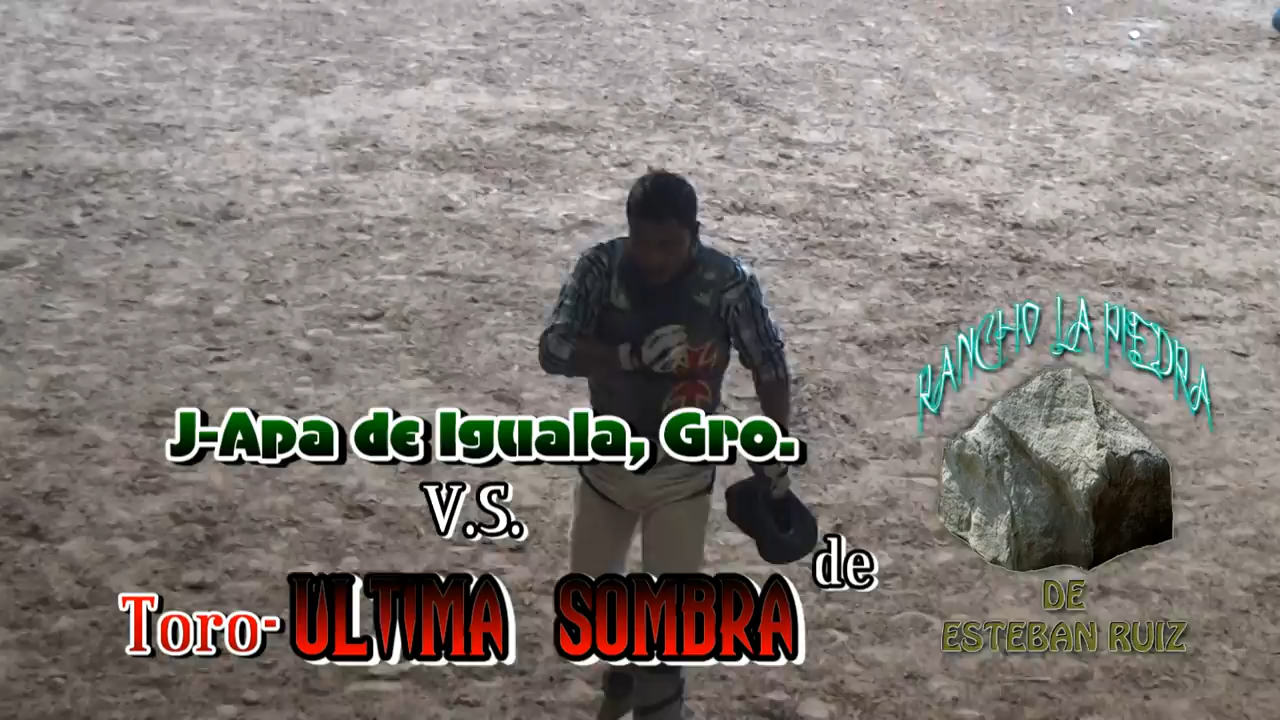 J-Apa de Iguala, Gro.
V.S.
Toro- ULTIMA SOMBRA de
RANCHO LA PIEDRA
DE
ESTEBAN RUIZ